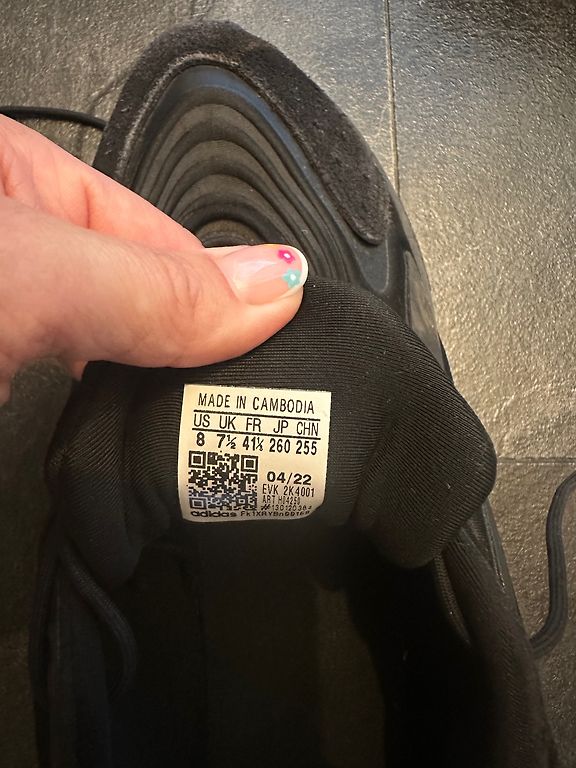 MADE IN CAMBODIA
US UK FR JP CHN
8 7½ 41⅓ 260 255
04/22
EVK 2K4001
ART H04250
#130120384
adidas